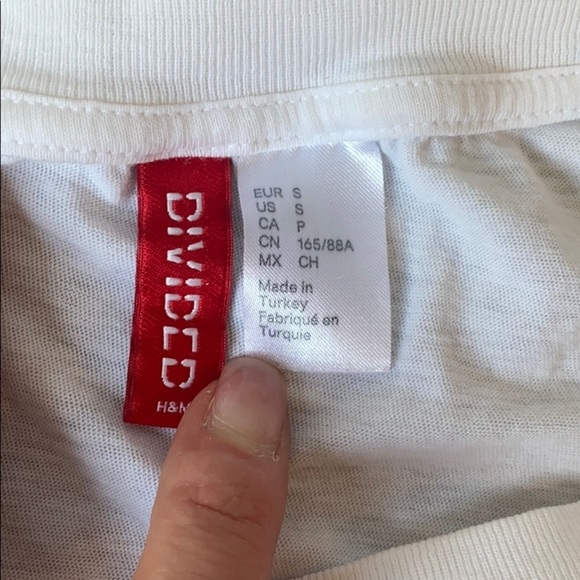 DIVIDED
H&M
EUR S
US S
CA P
CN 165/88A
MX CH
Made in
Turkey
Fabriqué en
Turquie